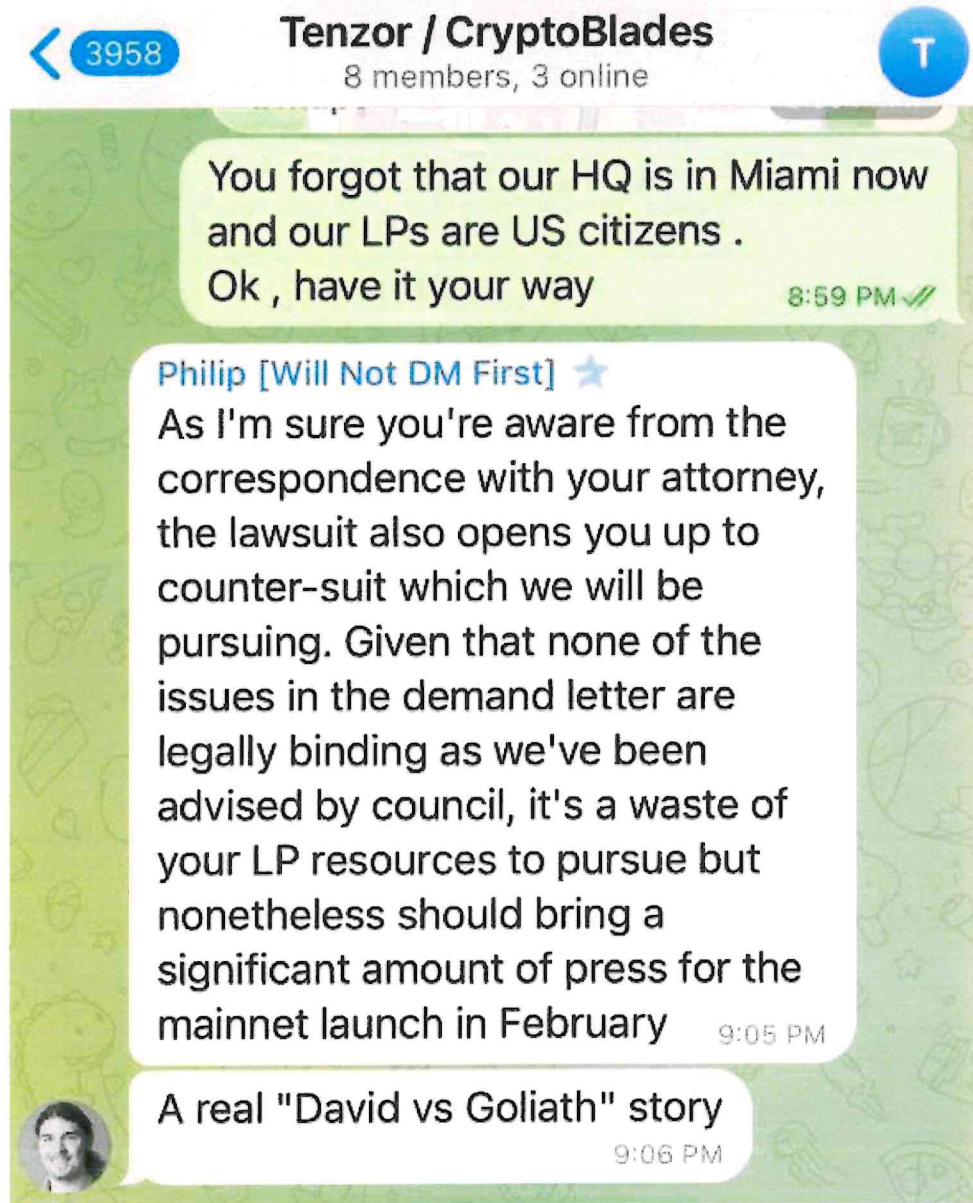 3958
Tenzor / CryptoBlades
8 members, 3 online
T
You forgot that our HQ is in Miami now
and our LPs are US citizens .
Ok , have it your way
8:59 PM
Philip [Will Not DM First]
As I'm sure you're aware from the
correspondence with your attorney,
the lawsuit also opens you up to
counter-suit which we will be
pursuing. Given that none of the
issues in the demand letter are
legally binding as we've been
advised by council, it's a waste of
your LP resources to pursue but
nonetheless should bring a
significant amount of press for the
mainnet launch in February
9:05 PM
A real "David vs Goliath" story
9:06 PM